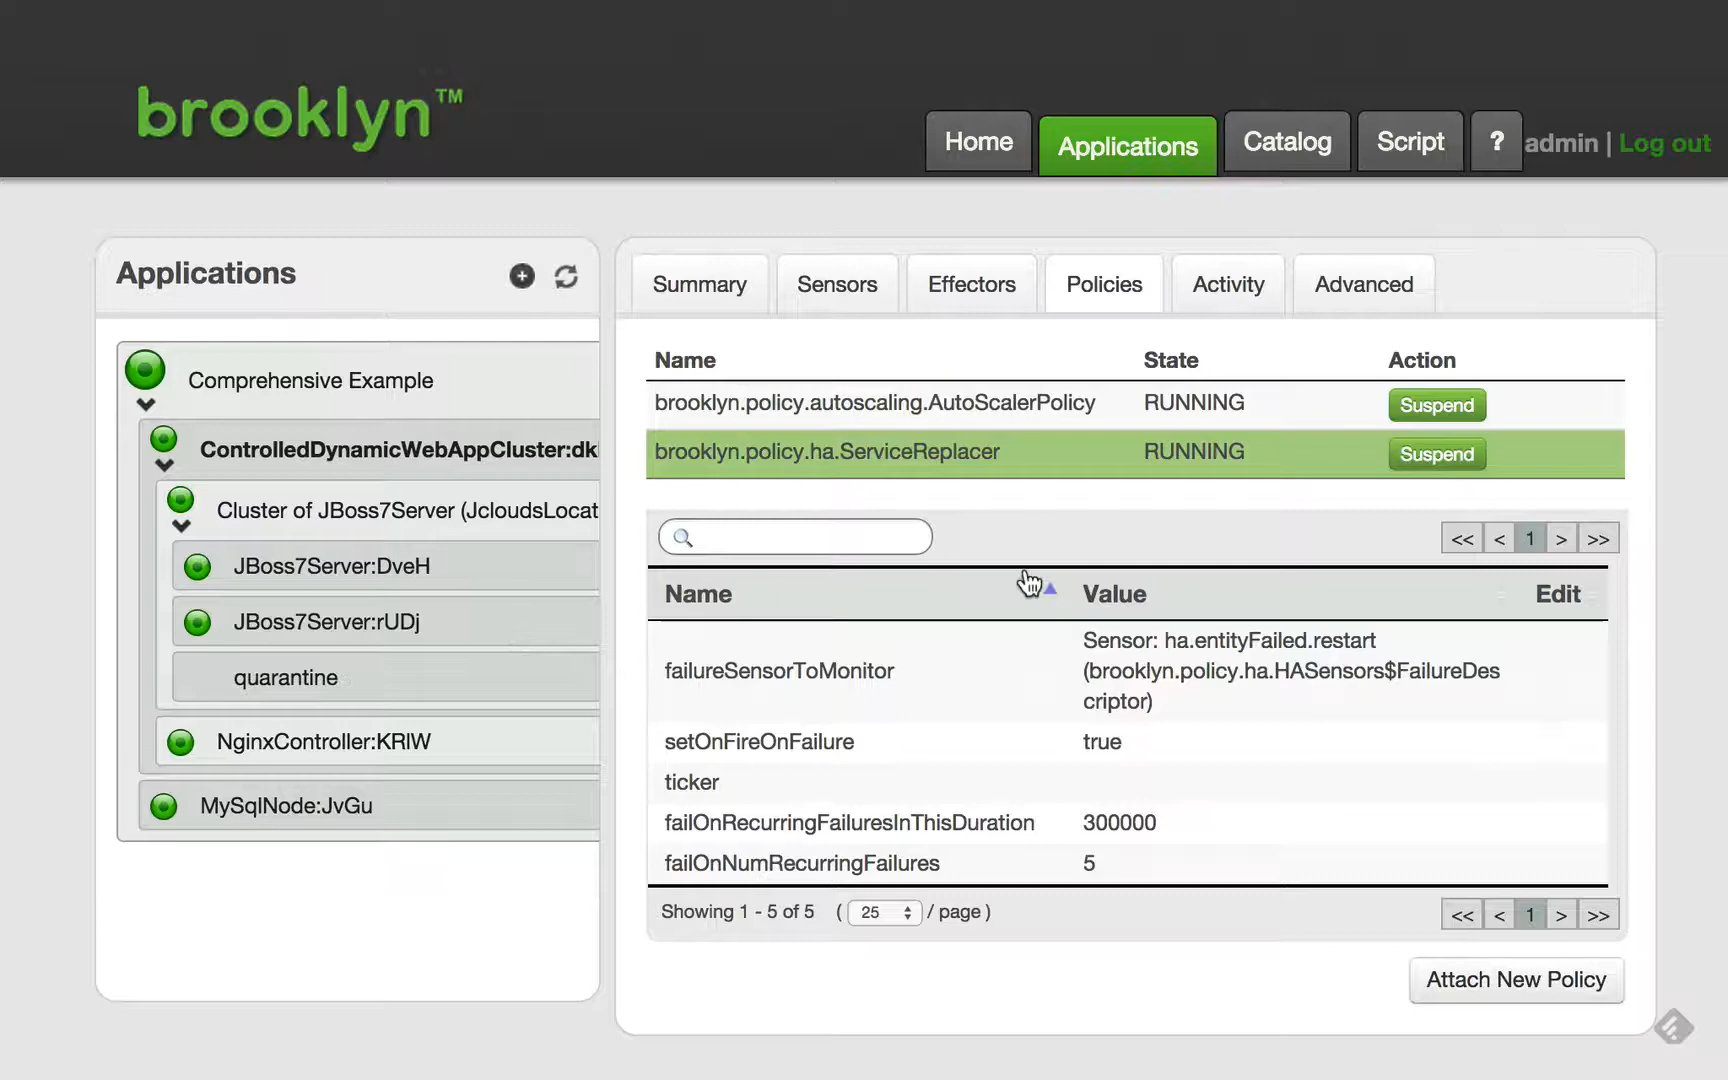 brooklyn™
Home
Applications
Catalog
Script
?
admin | Log out
Applications
Summary
Sensors
Effectors
Policies
Activity
Advanced
Comprehensive Example
ControlledDynamicWebAppCluster:dk
Cluster of JBoss7Server (JcloudsLocat
JBoss7Server:DveH
JBoss7Server:rUDj
quarantine
NginxController:KRlW
MySqlNode:JvGu
Name State Action
brooklyn.policy.autoscaling.AutoScalerPolicy RUNNING Suspend
brooklyn.policy.ha.ServiceReplacer RUNNING Suspend
<< < 1 > >>
Name Value Edit
failureSensorToMonitor
Sensor: ha.entityFailed.restart
(brooklyn.policy.ha.HASensors$FailureDes
criptor)
setOnFireOnFailure true
ticker
failOnRecurringFailuresInThisDuration 300000
failOnNumRecurringFailures 5
Showing 1 - 5 of 5 ( 25 / page )
<< < 1 > >>
Attach New Policy